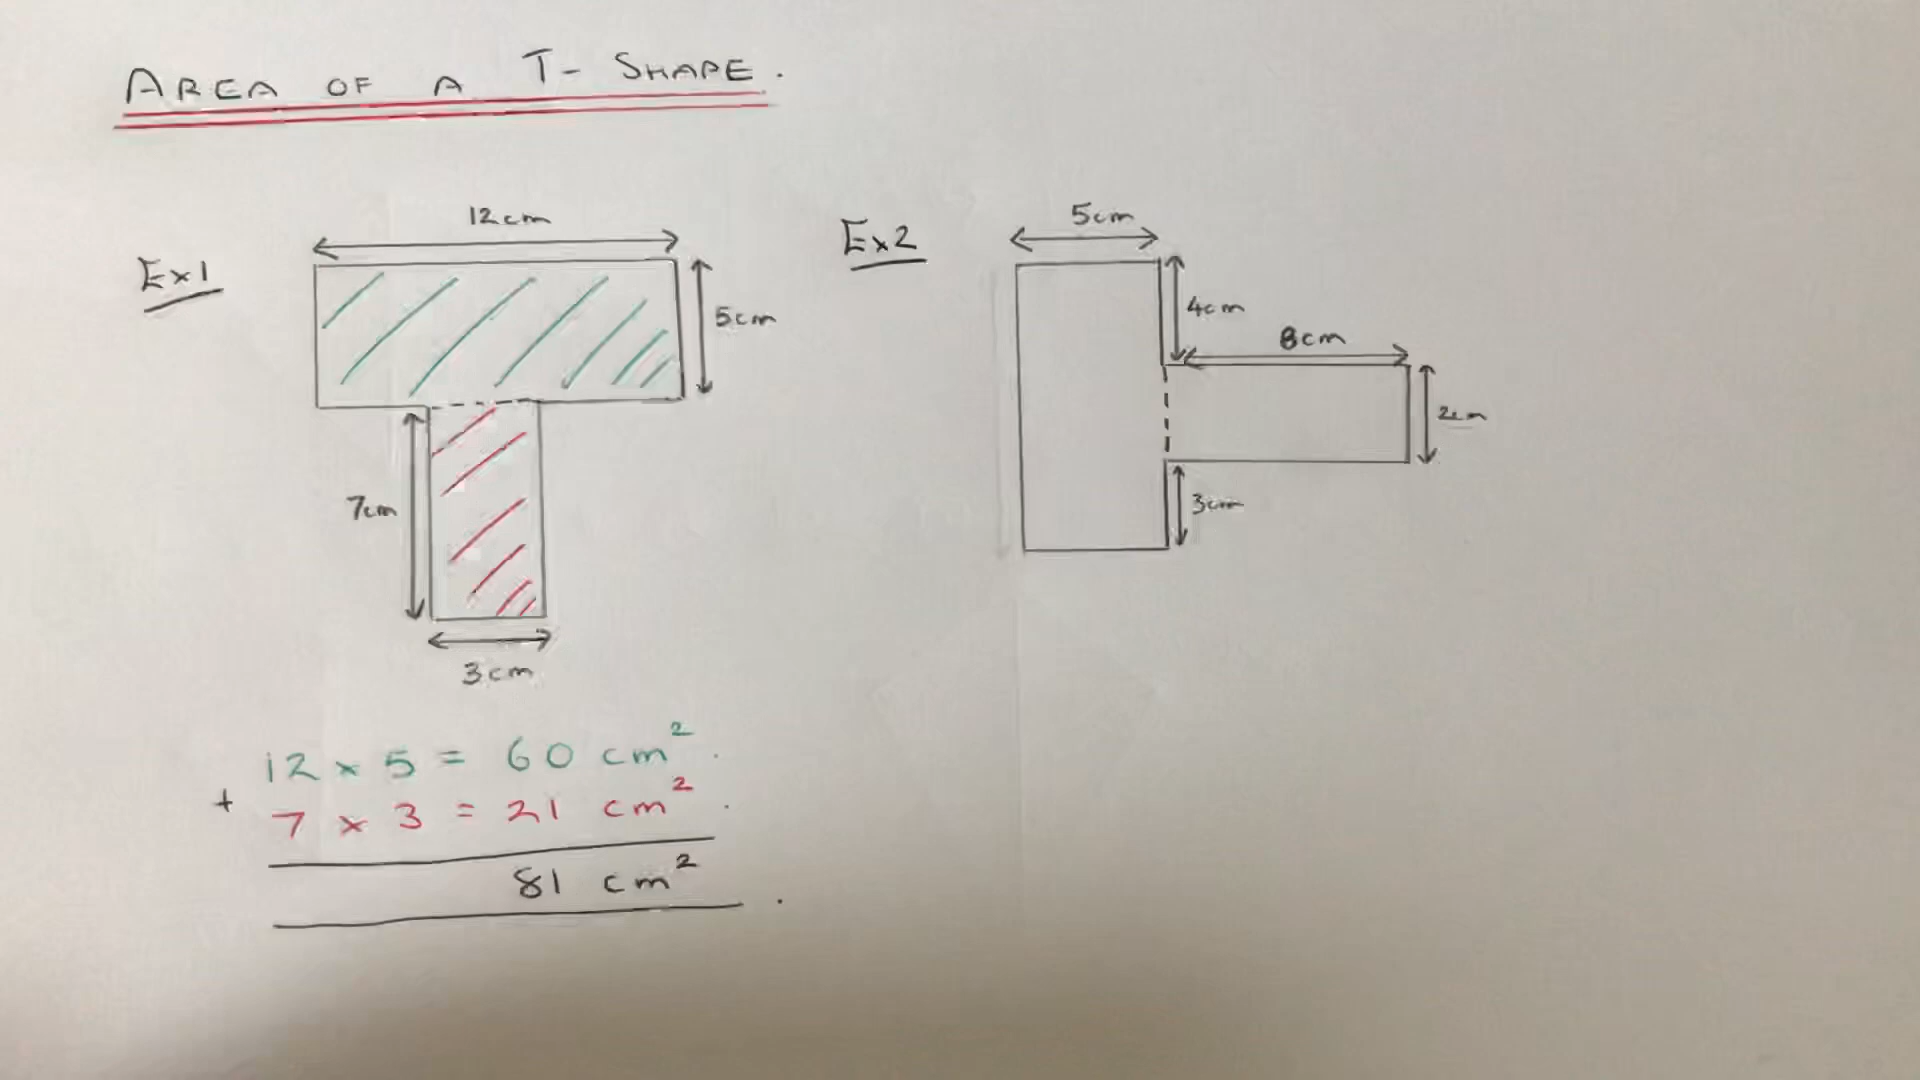 AREA OF A T- SHAPE.
Ex1
12cm
5cm
7cm
3cm
12 x 5 = 60 cm².
+ 7 x 3 = 21 cm².
81 cm².
Ex2
5cm
4cm
8cm
2cm
3cm